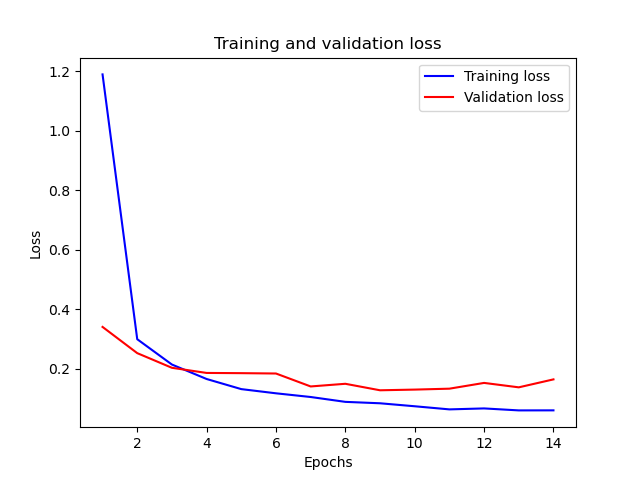 Training and validation loss
Training loss
Validation loss
1.2
1.0
0.8
0.6
0.4
0.2
Loss
2 4 6 8 10 12 14
Epochs